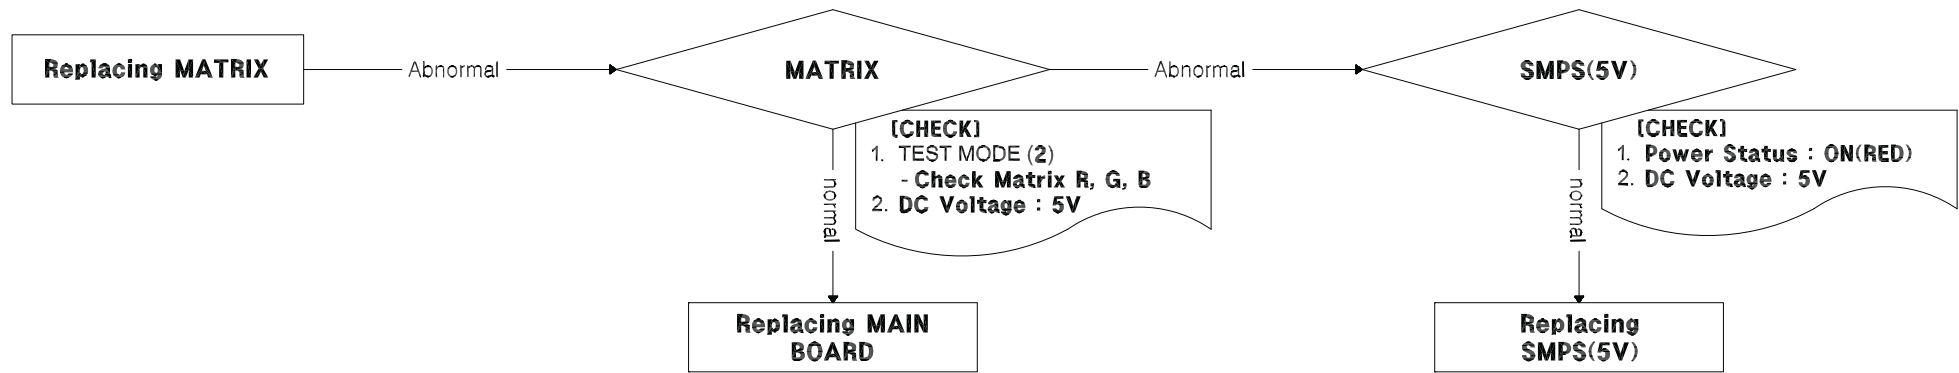 Replacing MATRIX
Abnormal
MATRIX
Abnormal
SMPS(5V)
[CHECK]
1. TEST MODE (2)
- Check Matrix R, G, B
2. DC Voltage : 5V
[CHECK]
1. Power Status : ON(RED)
2. DC Voltage : 5V
normal
normal
Replacing MAIN
BOARD
Replacing
SMPS(5V)